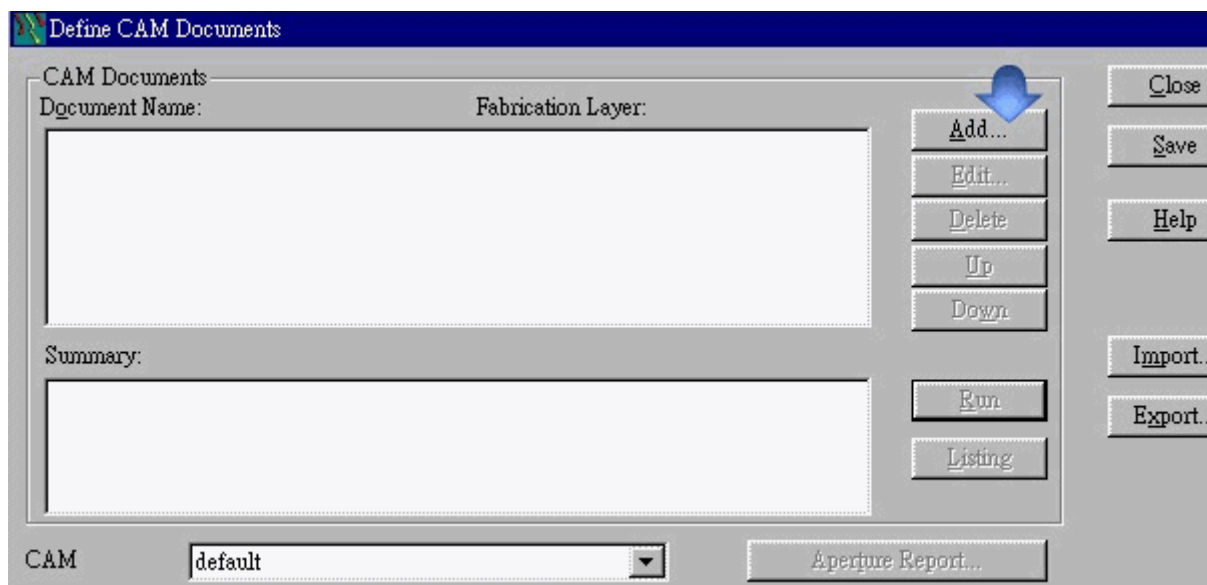 Define CAM Documents
CAM Documents
Document Name: Fabrication Layer:
Add...
Edit...
Delete
Up
Down
Close
Save
Help
Summary:
Run
Listing
Import..
Export..
CAM default
Aperture Report...